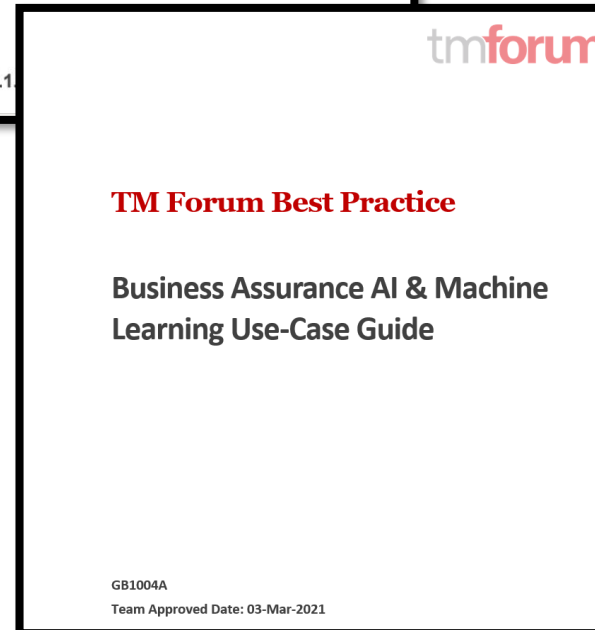 tmforum
.1.
TM Forum Best Practice
Business Assurance AI & Machine
Learning Use-Case Guide
GB1004A
Team Approved Date: 03-Mar-2021